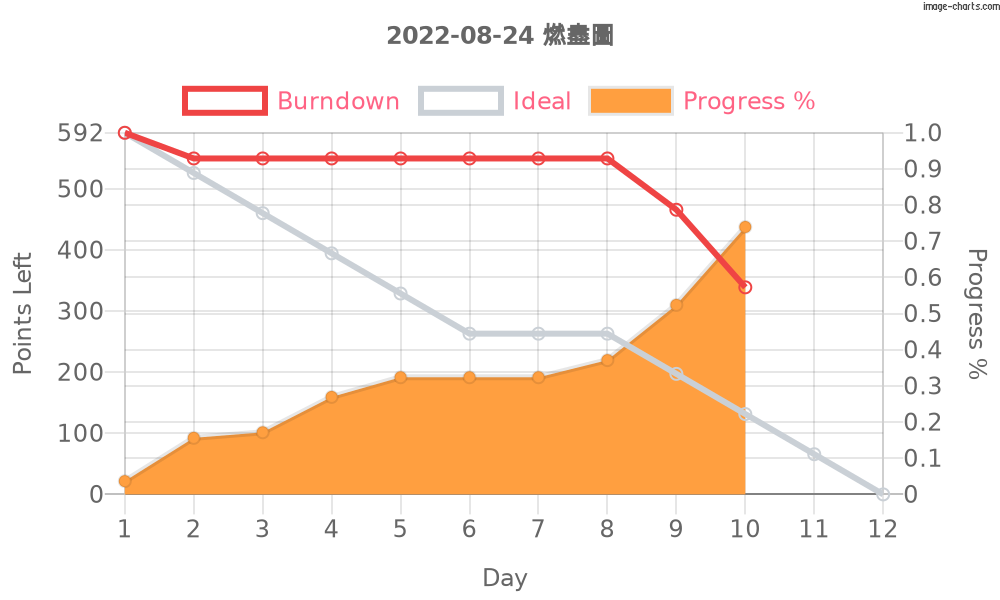 image-charts.com
2022-08-24 燃盡圖
Burndown Ideal Progress %
592 1.0
0.9
500
0.8
400 0.7
0.6
300 0.5
0.4
200
0.3
0.2
100
0.1
0 0
Points Left
Progress %
1 2 3 4 5 6 7 8 9 10 11 12
Day